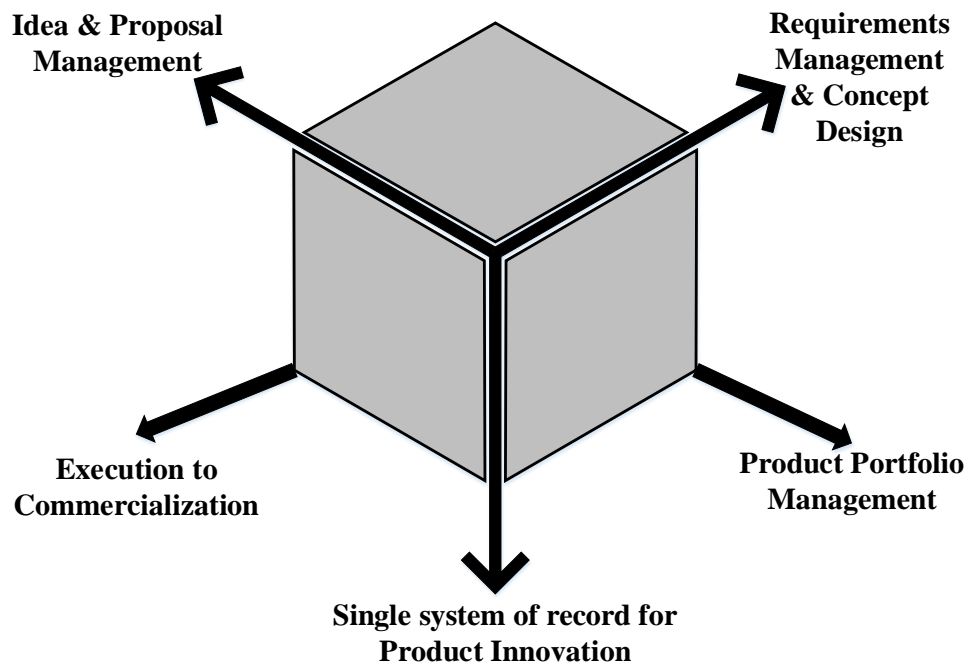 Idea & Proposal
Management
Requirements
Management
& Concept
Design
Execution to
Commercialization
Product Portfolio
Management
Single system of record for
Product Innovation